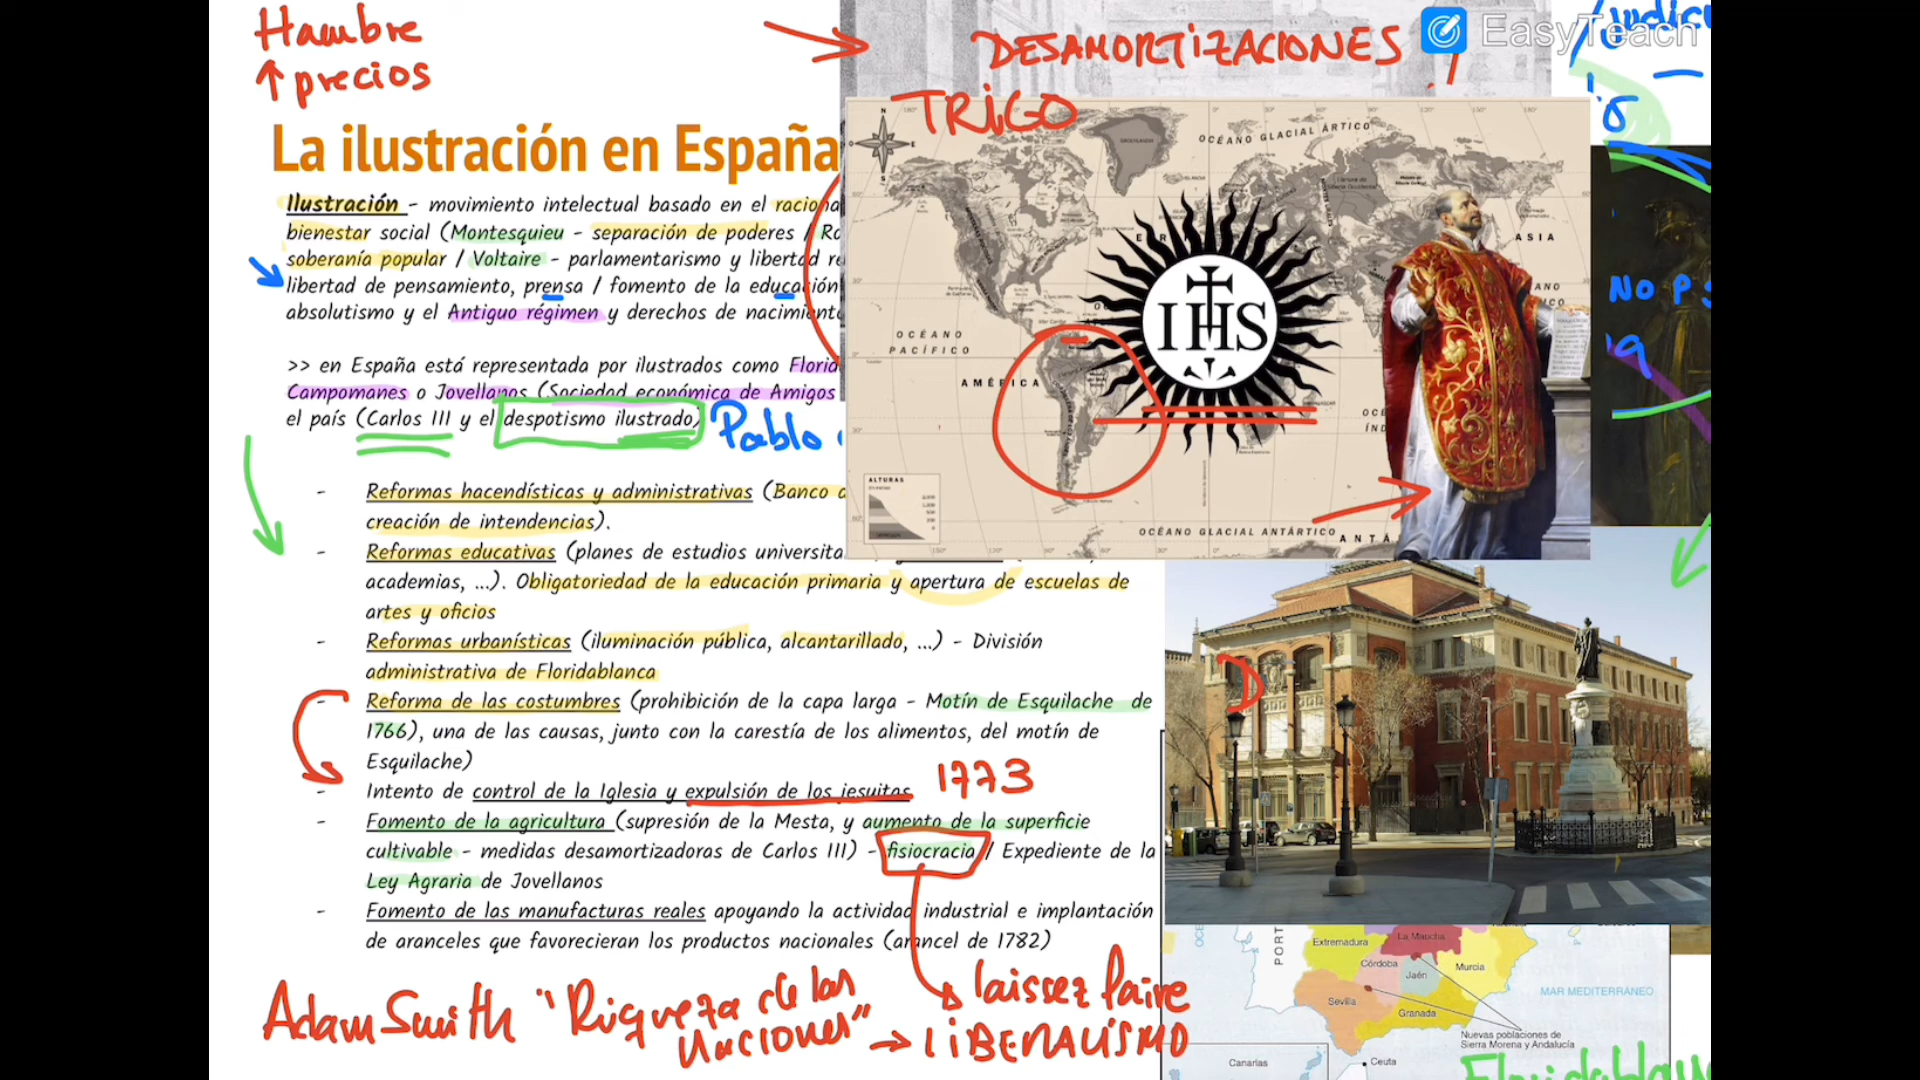 Hambre
↑ precios
DESAMORTIZACIONES
EasyTeach
TRIGO
La ilustración en España
Ilustración - movimiento intelectual basado en el
bienestar social (Montesquieu - separación de poderes /
soberanía popular / Voltaire - parlamentarismo y libertad
libertad de pensamiento, prensa / fomento de la educación
absolutismo y el Antiguo régimen y derechos de
>> en España está representada por ilustrados como
Campomanes o Jovellanos (Sociedad económica de Amigos
el país (Carlos III y el despotismo ilustrado)
Pablo
- Reformas hacendísticas y administrativas (Banco
creación de intendencias).
- Reformas educativas (planes de estudios
academias, ...). Obligatoriedad de la educación primaria y apertura de escuelas de
artes y oficios
- Reformas urbanísticas (iluminación pública, alcantarillado, ...) - División
administrativa de Floridablanca
- Reforma de las costumbres (prohibición de la capa larga - Motín de Esquilache de
1766), una de las causas, junto con la carestía de los alimentos, del motín de
Esquilache)
- Intento de control de la Iglesia y expulsión de los jesuitas
1773
- Fomento de la agricultura (supresión de la Mesta, y aumento de la superficie
cultivable - medidas desamortizadoras de Carlos III) - fisiocracia / Expediente de la
Ley Agraria de Jovellanos
- Fomento de las manufacturas reales apoyando la actividad industrial e implantación
de aranceles que favorecieran los productos nacionales (arancel de 1782)
Adam Smith "Riqueza de las
naciones" → LIBERALISMO
laissez faire
OCÉANO GLACIAL ÁRTICO
ASIA
OCÉANO
PACÍFICO
AMÉRICA
IHS
ALTURAS
OCÉANO GLACIAL ANTÁRTICO
NO
D
Extremadura
La Mancha
Córdoba
Jaén
Murcia
Sevilla
Granada
MAR MEDITERRÁNEO
Nuevas poblaciones de
Sierra Morena y Andalucía
Canarias
Ceuta